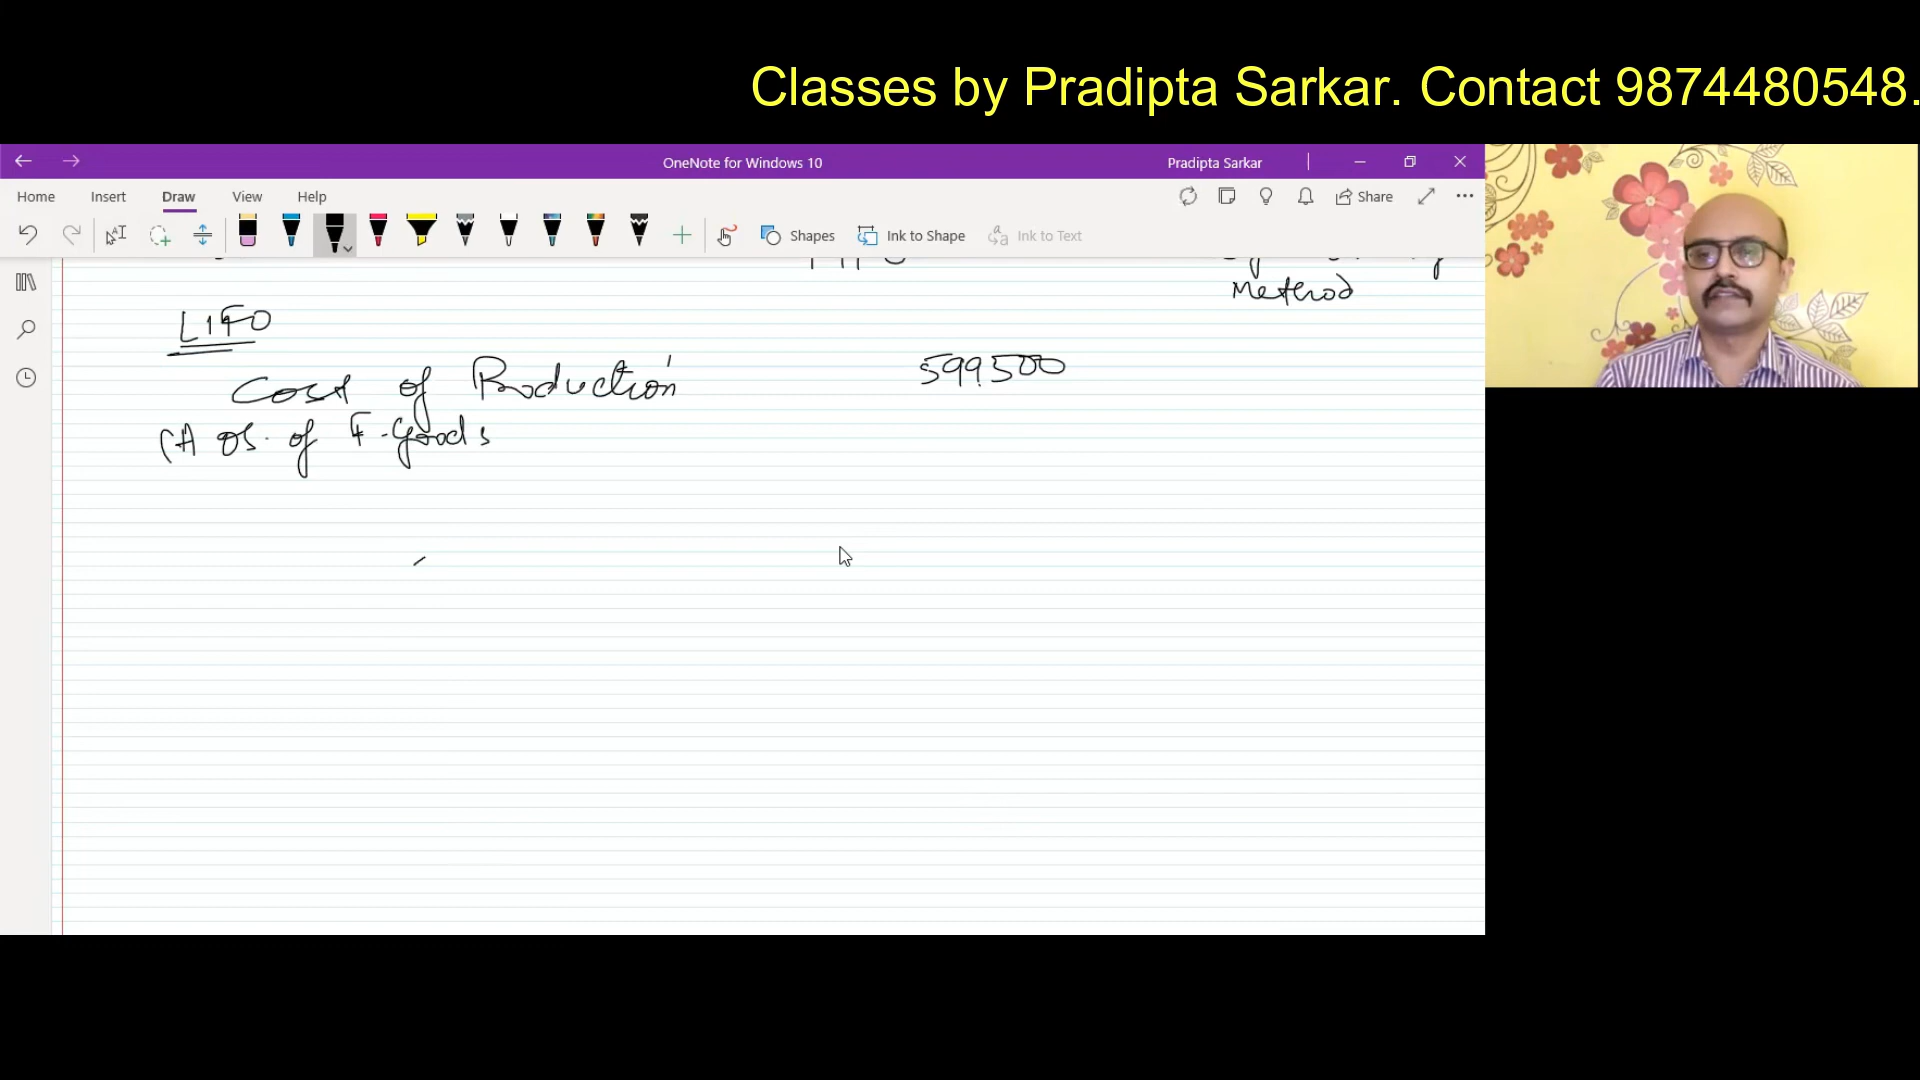 Classes by Pradipta Sarkar. Contact 9874480548.
OneNote for Windows 10
Pradipta Sarkar
Home Insert Draw View Help
Share
Shapes
Ink to Shape
Ink to Text
Method
LIFO
Cost of Production 599500
(+) OS. of F. Goods